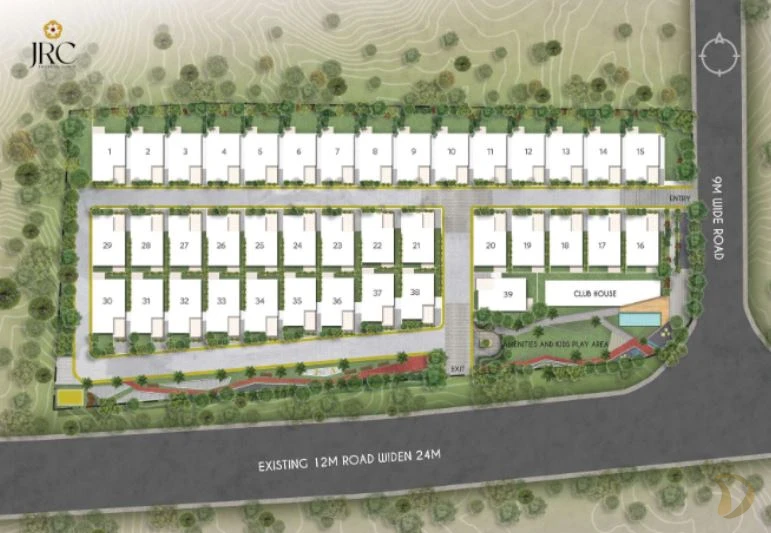 JRC
1 2 3 4 5 6 7 8 9 10 11 12 13 14 15
ENTRY
9M WIDE ROAD
29 28 27 26 25 24 23 22 21 20 19 18 17 16
30 31 32 33 34 35 36 37 38 39 CLUB HOUSE
AMENITIES AND KIDS PLAY AREA
EXIT
EXISTING 12M ROAD WIDEN 24M